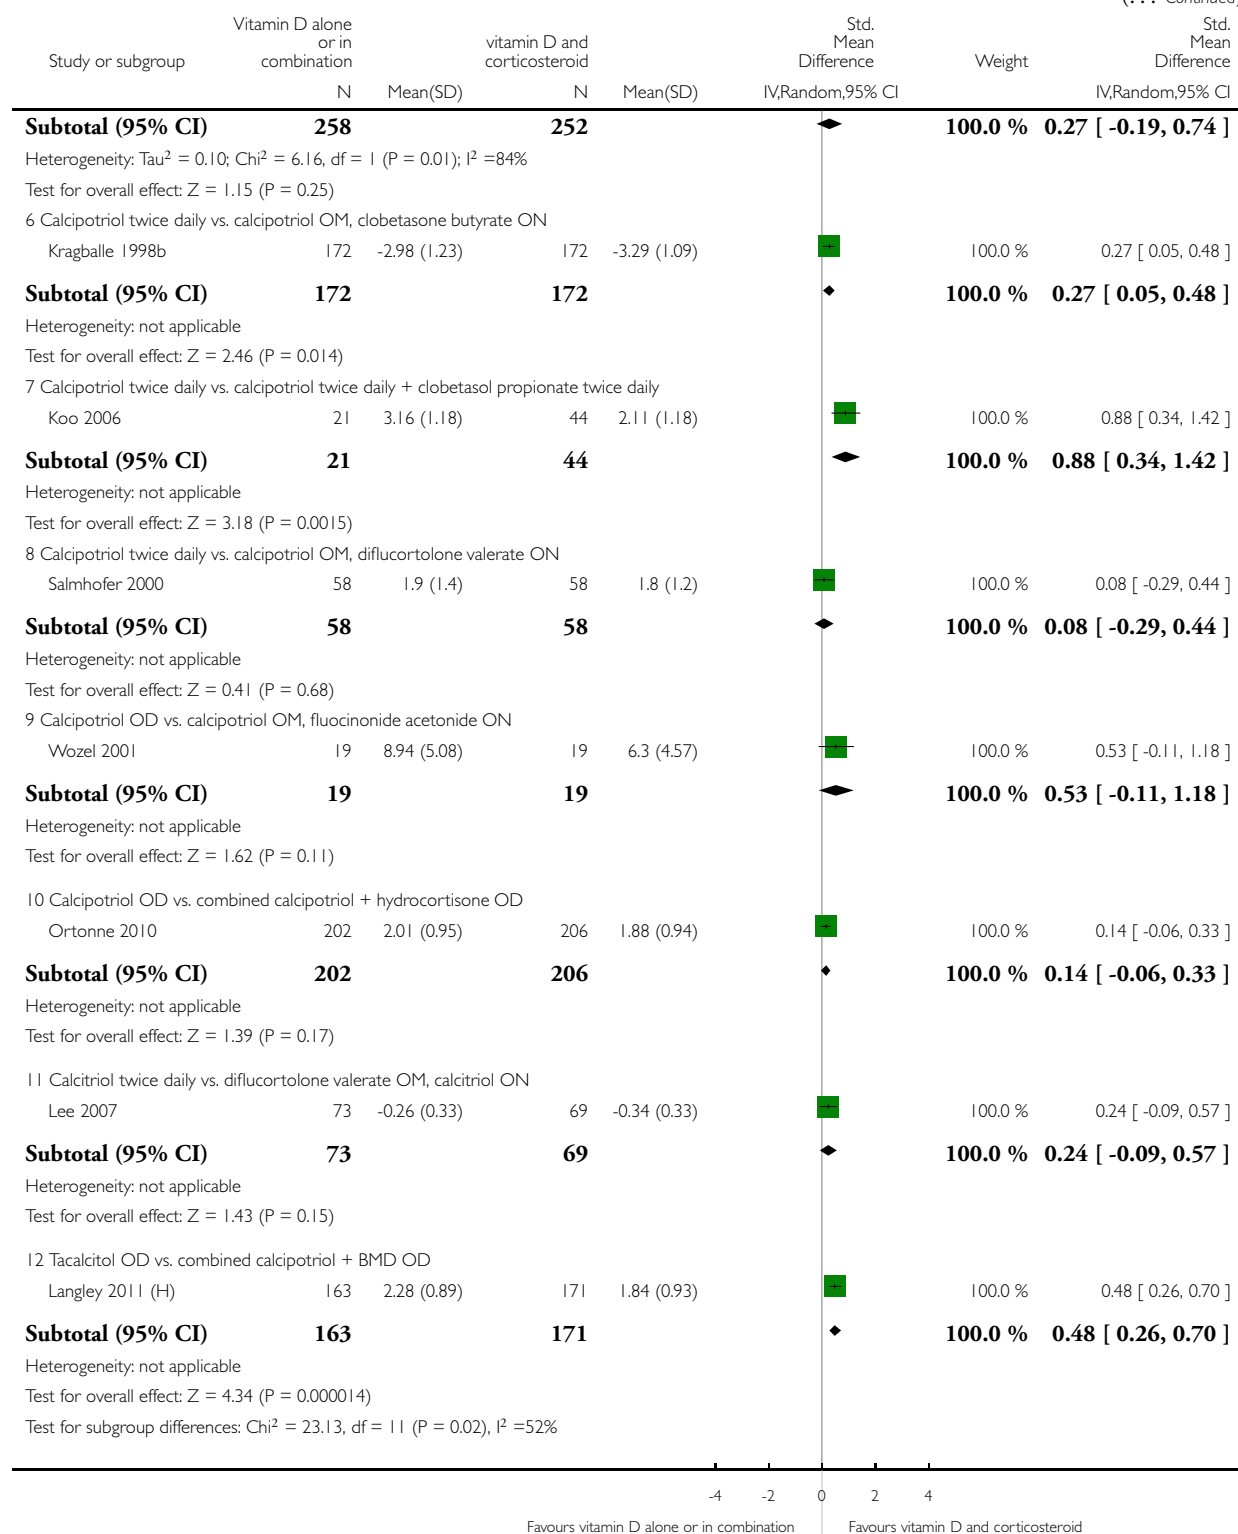 (. . . Continued)
Study or subgroup Vitamin D alone or in combination vitamin D and corticosteroid Std. Mean Difference Weight Std. Mean Difference
N Mean(SD) N Mean(SD) IV,Random,95% CI IV,Random,95% CI
Subtotal (95% CI) 258 252 100.0 % 0.27 [ -0.19, 0.74 ]
Heterogeneity: Tau² = 0.10; Chi² = 6.16, df = 1 (P = 0.01); I² =84%
Test for overall effect: Z = 1.15 (P = 0.25)
6 Calcipotriol twice daily vs. calcipotriol OM, clobetasone butyrate ON
Kragballe 1998b 172 -2.98 (1.23) 172 -3.29 (1.09) 100.0 % 0.27 [ 0.05, 0.48 ]
Subtotal (95% CI) 172 172 100.0 % 0.27 [ 0.05, 0.48 ]
Heterogeneity: not applicable
Test for overall effect: Z = 2.46 (P = 0.014)
7 Calcipotriol twice daily vs. calcipotriol twice daily + clobetasol propionate twice daily
Koo 2006 21 3.16 (1.18) 44 2.11 (1.18) 100.0 % 0.88 [ 0.34, 1.42 ]
Subtotal (95% CI) 21 44 100.0 % 0.88 [ 0.34, 1.42 ]
Heterogeneity: not applicable
Test for overall effect: Z = 3.18 (P = 0.0015)
8 Calcipotriol twice daily vs. calcipotriol OM, diflucortolone valerate ON
Salmhofer 2000 58 1.9 (1.4) 58 1.8 (1.2) 100.0 % 0.08 [ -0.29, 0.44 ]
Subtotal (95% CI) 58 58 100.0 % 0.08 [ -0.29, 0.44 ]
Heterogeneity: not applicable
Test for overall effect: Z = 0.41 (P = 0.68)
9 Calcipotriol OD vs. calcipotriol OM, fluocinonide acetonide ON
Wozel 2001 19 8.94 (5.08) 19 6.3 (4.57) 100.0 % 0.53 [ -0.11, 1.18 ]
Subtotal (95% CI) 19 19 100.0 % 0.53 [ -0.11, 1.18 ]
Heterogeneity: not applicable
Test for overall effect: Z = 1.62 (P = 0.11)
10 Calcipotriol OD vs. combined calcipotriol + hydrocortisone OD
Ortonne 2010 202 2.01 (0.95) 206 1.88 (0.94) 100.0 % 0.14 [ -0.06, 0.33 ]
Subtotal (95% CI) 202 206 100.0 % 0.14 [ -0.06, 0.33 ]
Heterogeneity: not applicable
Test for overall effect: Z = 1.39 (P = 0.17)
11 Calcitriol twice daily vs. diflucortolone valerate OM, calcitriol ON
Lee 2007 73 -0.26 (0.33) 69 -0.34 (0.33) 100.0 % 0.24 [ -0.09, 0.57 ]
Subtotal (95% CI) 73 69 100.0 % 0.24 [ -0.09, 0.57 ]
Heterogeneity: not applicable
Test for overall effect: Z = 1.43 (P = 0.15)
12 Tacalcitol OD vs. combined calcipotriol + BMD OD
Langley 2011 (H) 163 2.28 (0.89) 171 1.84 (0.93) 100.0 % 0.48 [ 0.26, 0.70 ]
Subtotal (95% CI) 163 171 100.0 % 0.48 [ 0.26, 0.70 ]
Heterogeneity: not applicable
Test for overall effect: Z = 4.34 (P = 0.000014)
Test for subgroup differences: Chi² = 23.13, df = 11 (P = 0.02), I² =52%
-4 -2 0 2 4
Favours vitamin D alone or in combination Favours vitamin D and corticosteroid